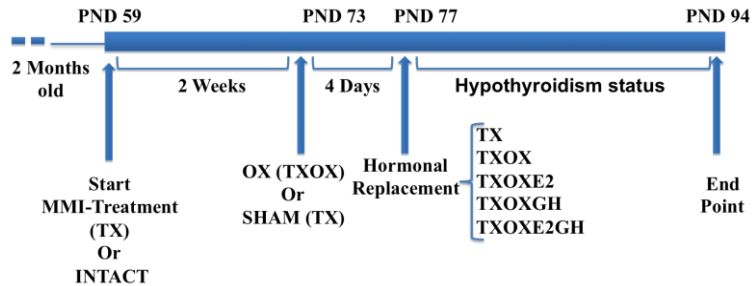 PND 59
PND 73
PND 77
PND 94
2 Months
old
2 Weeks
4 Days
Hypothyroidism status
Start
MMI-Treatment
(TX)
Or
INTACT
OX (TXOX)
Or
SHAM (TX)
Hormonal
Replacement
TX
TXOX
TXOXE2
TXOXGH
TXOXE2GH
End
Point